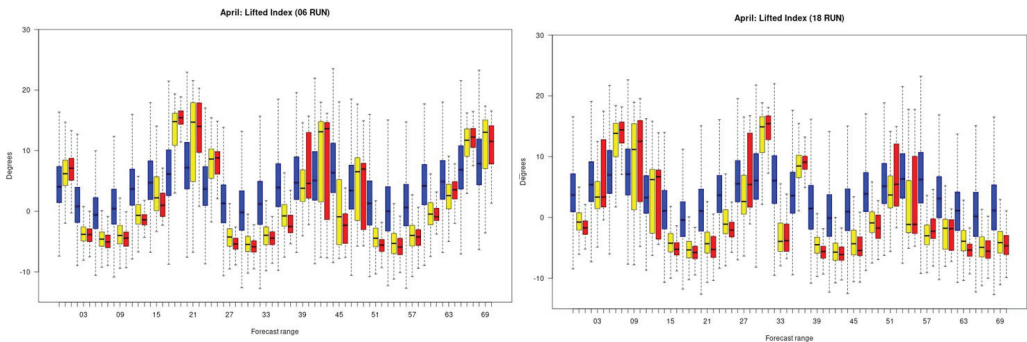 April: Lifted Index (06 RUN)
Degrees
30
20
10
0
-10
03 09 15 21 27 33 39 45 51 57 63 69
Forecast range
April: Lifted Index (18 RUN)
Degrees
30
20
10
0
-10
03 09 15 21 27 33 39 45 51 57 63 69
Forecast range